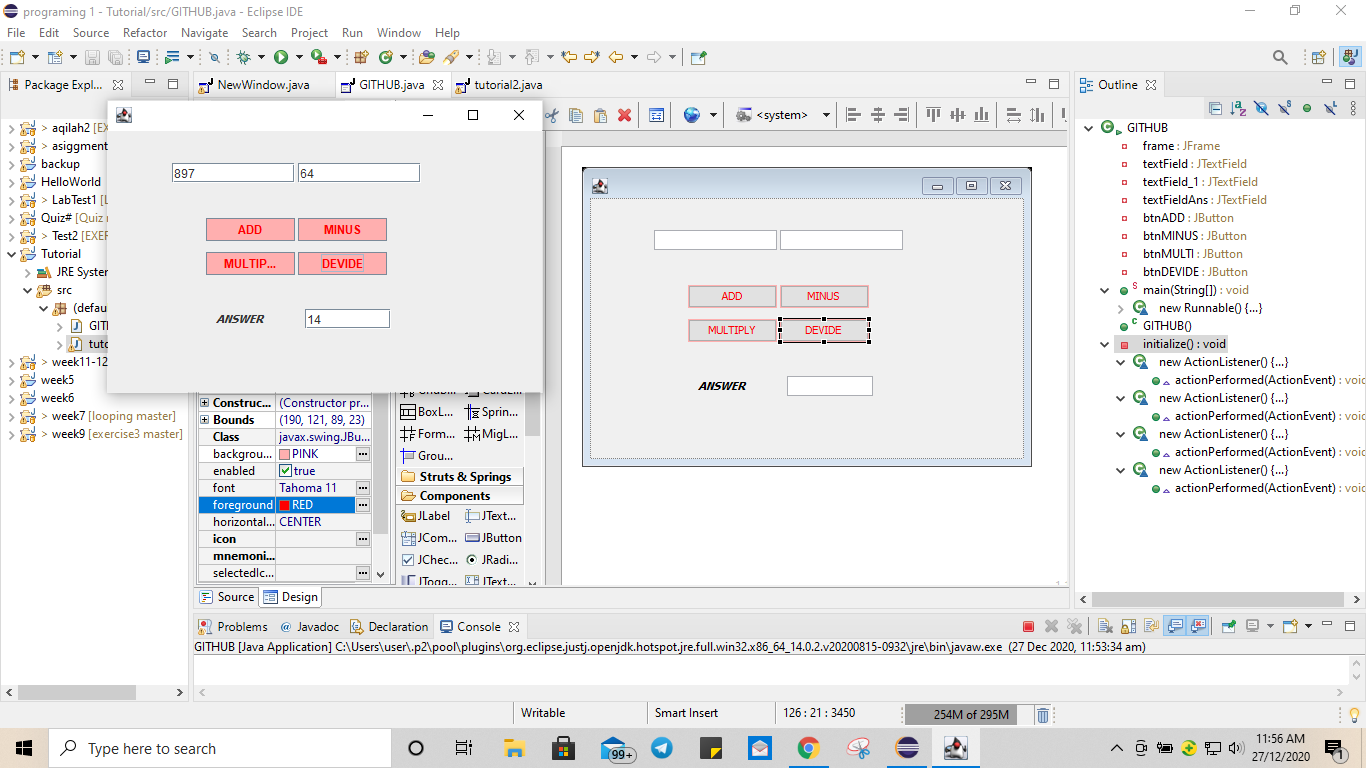 programing 1 - Tutorial/src/GITHUB.java - Eclipse IDE
File Edit Source Refactor Navigate Search Project Run Window Help
Package Expl...
NewWindow.java GITHUB.java tutorial2.java
Outline
<system>
> aqilah2 [EX
> asiggment
backup
HelloWorld
> LabTest1 [L
Quiz# [Quiz
> Test2 [EXER
Tutorial
JRE System
src
(defau
GIT
tuto
> week11-12
week5
week6
> week7 [looping master]
> week9 [exercise3 master]
897 64
ADD MINUS
MULTIP... DEVIDE
ANSWER 14
ADD MINUS
MULTIPLY DEVIDE
ANSWER
Construc... (Constructor pr...
Bounds (190, 121, 89, 23)
Class javax.swing.JBu...
backgrou... PINK ...
enabled true
font Tahoma 11 ...
foreground RED ...
horizontal... CENTER
icon ...
mnemoni...
selectedIc... ...
BoxL... Sprin...
Form... MigL...
Grou...
Struts & Springs
Components
JLabel JText...
JCom... JButton
JChec... JRadi...
JTogg... JText...
GITHUB
frame : JFrame
textField : JTextField
textField_1 : JTextField
textFieldAns : JTextField
btnADD : JButton
btnMINUS : JButton
btnMULTI : JButton
btnDEVIDE : JButton
main(String[]) : void
new Runnable() {...}
GITHUB()
initialize() : void
new ActionListener() {...}
actionPerformed(ActionEvent) : void
new ActionListener() {...}
actionPerformed(ActionEvent) : void
new ActionListener() {...}
actionPerformed(ActionEvent) : void
new ActionListener() {...}
actionPerformed(ActionEvent) : void
Source Design
Problems @ Javadoc Declaration Console
GITHUB [Java Application] C:\Users\user\.p2\pool\plugins\org.eclipse.justj.openjdk.hotspot.jre.full.win32.x86_64_14.0.2.v20200815-0932\jre\bin\javaw.exe (27 Dec 2020, 11:53:34 am)
Writable Smart Insert 126 : 21 : 3450 254M of 295M
Type here to search
99+
11:56 AM
27/12/2020
1